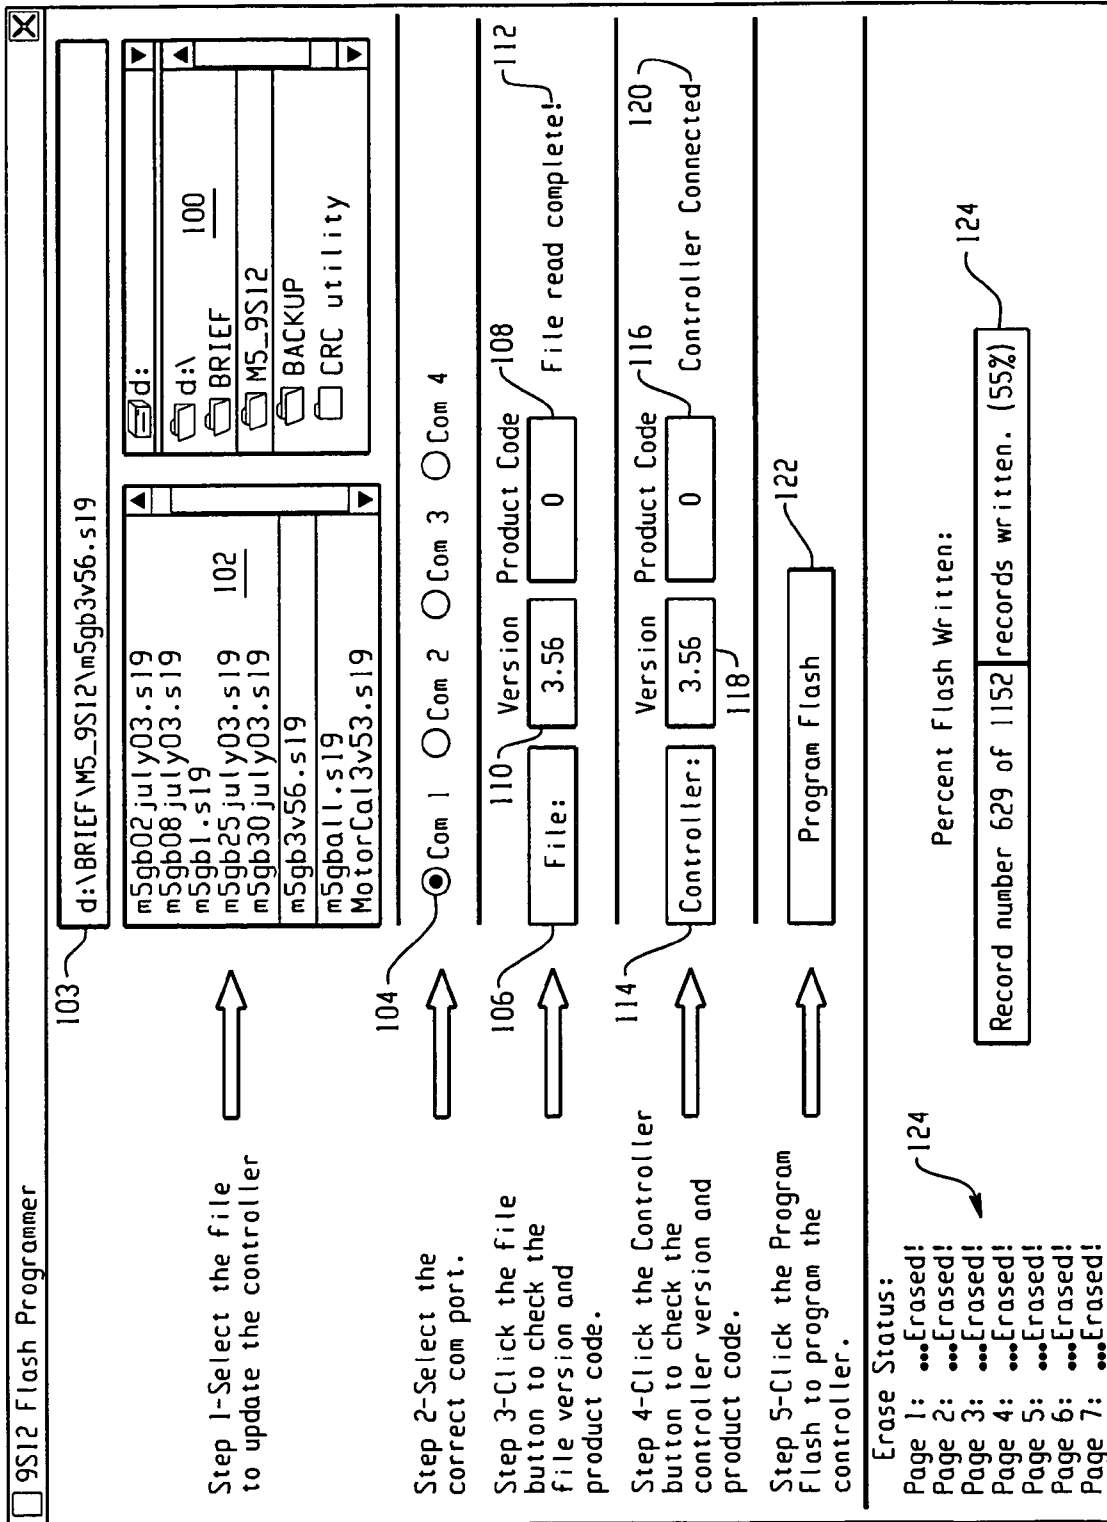 9S12 Flash Programmer
103
d:\BRIEF\M5_9S12\m5gb3v56.s19
Step 1-Select the file
to update the controller
m5gb02july03.s19
m5gb08july03.s19
m5gb1.s19
m5gb25july03.s19
m5gb30july03.s19
m5gb3v56.s19
m5gball.s19
MotorCal3v53.s19
102
d:
d:\
BRIEF
M5_9S12
BACKUP
CRC utility
100
104
Step 2-Select the
correct com port.
Com 1
Com 2
Com 3
Com 4
Step 3-Click the file
button to check the
file version and
product code.
106
File:
110
Version
3.56
Product Code
0
108
File read complete!
112
Step 4-Click the Controller
button to check the
controller version and
product code.
114
Controller:
Version
3.56
118
Product Code
0
116
Controller Connected
120
Step 5-Click the Program
Flash to program the
controller.
Program Flash
122
Erase Status:
Page 1: •••Erased!
Page 2: •••Erased!
Page 3: •••Erased!
Page 4: •••Erased!
Page 5: •••Erased!
Page 6: •••Erased!
Page 7: •••Erased!
124
Percent Flash Written:
Record number 629 of 1152 records written. (55%)
124